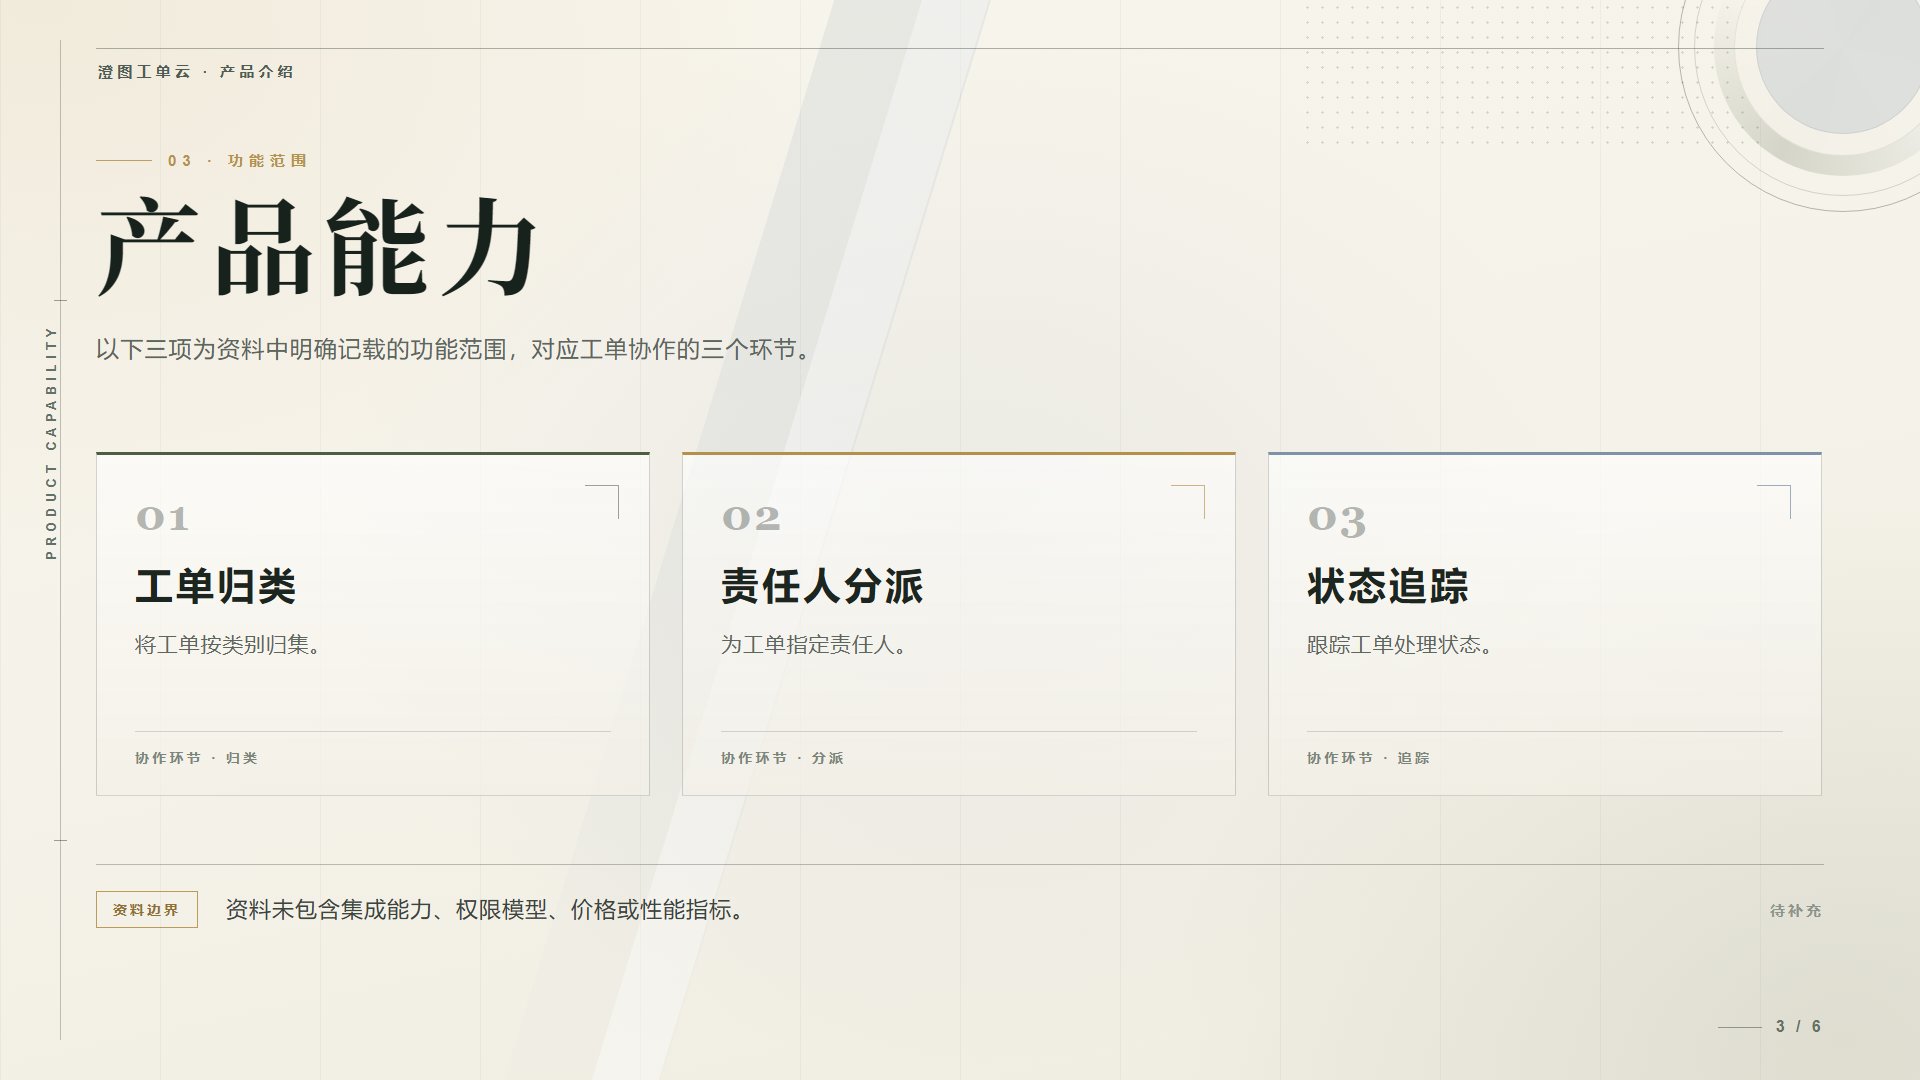 澄图工单云 · 产品介绍
03 · 功能范围
产品能力
以下三项为资料中明确记载的功能范围，对应工单协作的三个环节。
PRODUCT CAPABILITY
01
工单归类
将工单按类别归集。
协作环节 · 归类
02
责任人分派
为工单指定责任人。
协作环节 · 分派
03
状态追踪
跟踪工单处理状态。
协作环节 · 追踪
资料边界
资料未包含集成能力、权限模型、价格或性能指标。
待补充
3 / 6